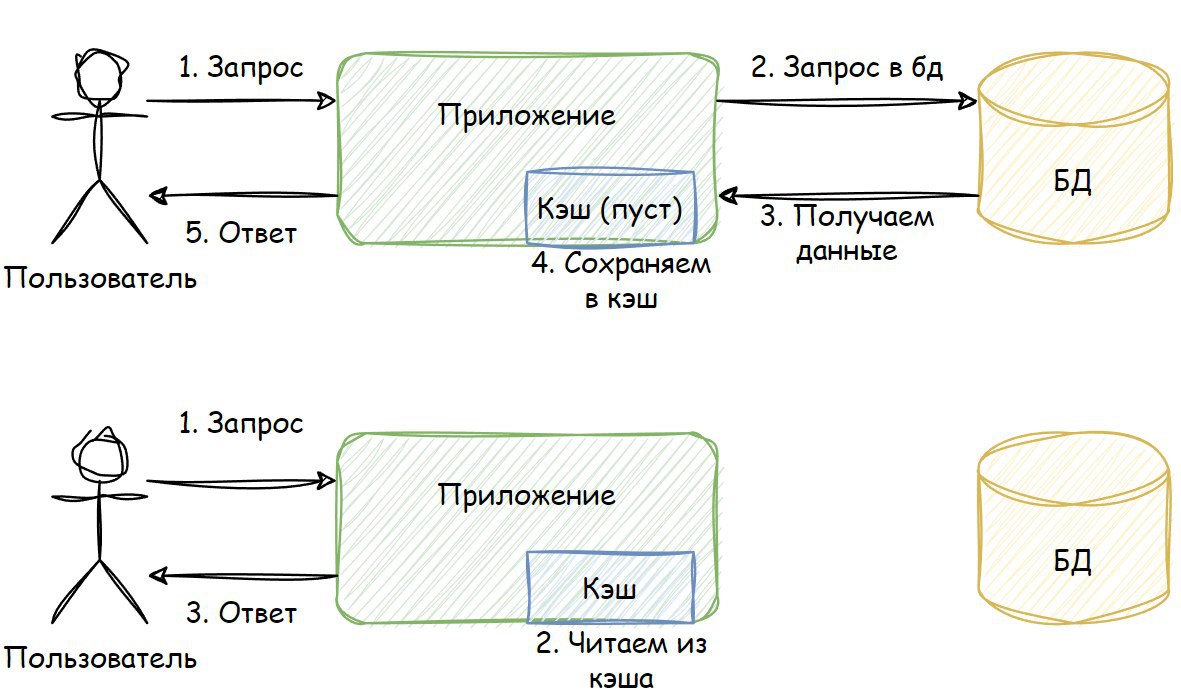 1. Запрос
2. Запрос в бд
Приложение
БД
Кэш (пуст)
3. Получаем
данные
5. Ответ
4. Сохраняем
в кэш
Пользователь
1. Запрос
Приложение
БД
Кэш
3. Ответ
2. Читаем из
кэша
Пользователь